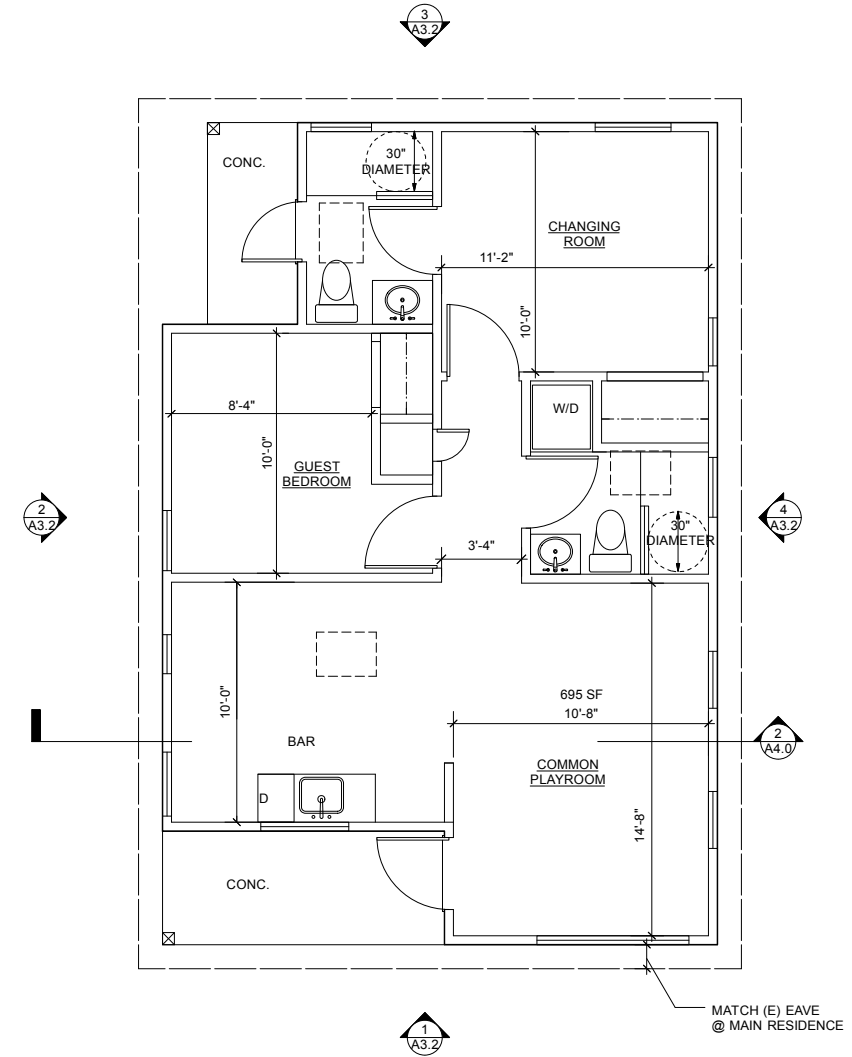 3
A3.2
CONC.
30"
DIAMETER
CHANGING
ROOM
11'-2"
10'-0"
8'-4"
W/D
10'-0"
GUEST
BEDROOM
2
A3.2
4
A3.2
30"
DIAMETER
3'-4"
10'-0"
695 SF
10'-8"
BAR
2
A4.0
COMMON
PLAYROOM
D
14'-8"
CONC.
MATCH (E) EAVE
@ MAIN RESIDENCE
1
A3.2